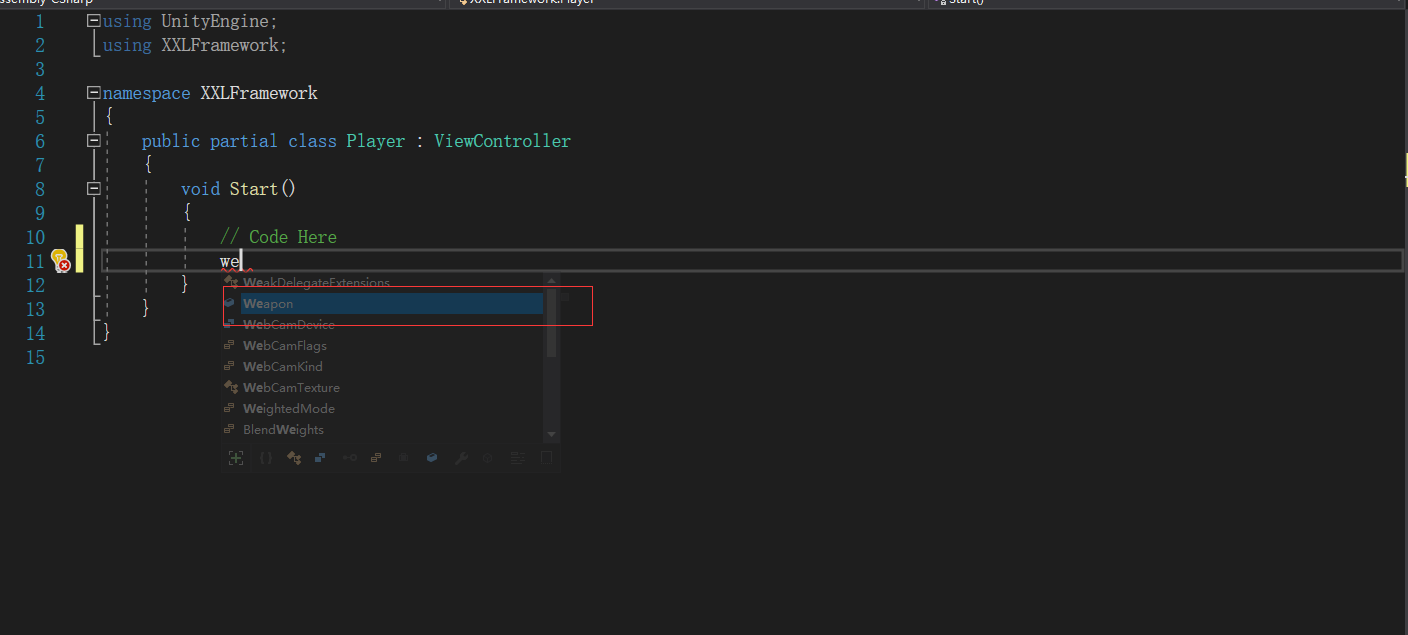 Assembly-CSharp XXLFramework.Player Start()
1 using UnityEngine;
2 using XXLFramework;
3
4 namespace XXLFramework
5 {
6 public partial class Player : ViewController
7 {
8 void Start()
9 {
10 // Code Here
11 we
12 }
13 }
14 }
15
WeakDelegateExtensions
Weapon
WebCamDevice
WebCamFlags
WebCamKind
WebCamTexture
WeightedMode
BlendWeights